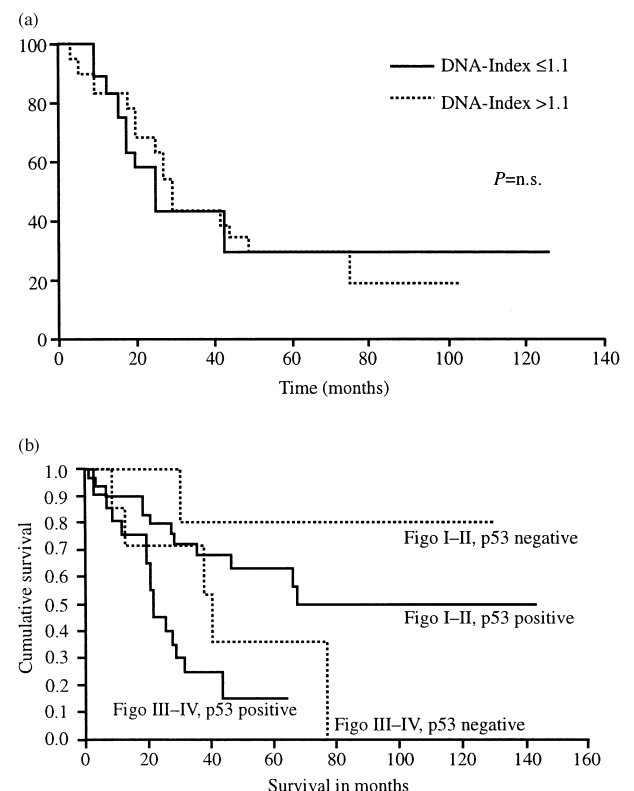 (a)
100
80
60
40
20
0
DNA-Index ≤1.1
DNA-Index >1.1
P=n.s.
0 20 40 60 80 100 120 140
Time (months)
(b)
Cumulative survival
1.0
0.9
0.8
0.7
0.6
0.5
0.4
0.3
0.2
0.1
0.0
Figo I–II, p53 negative
Figo I–II, p53 positive
Figo III–IV, p53 positive
Figo III–IV, p53 negative
0 20 40 60 80 100 120 140 160
Survival in months